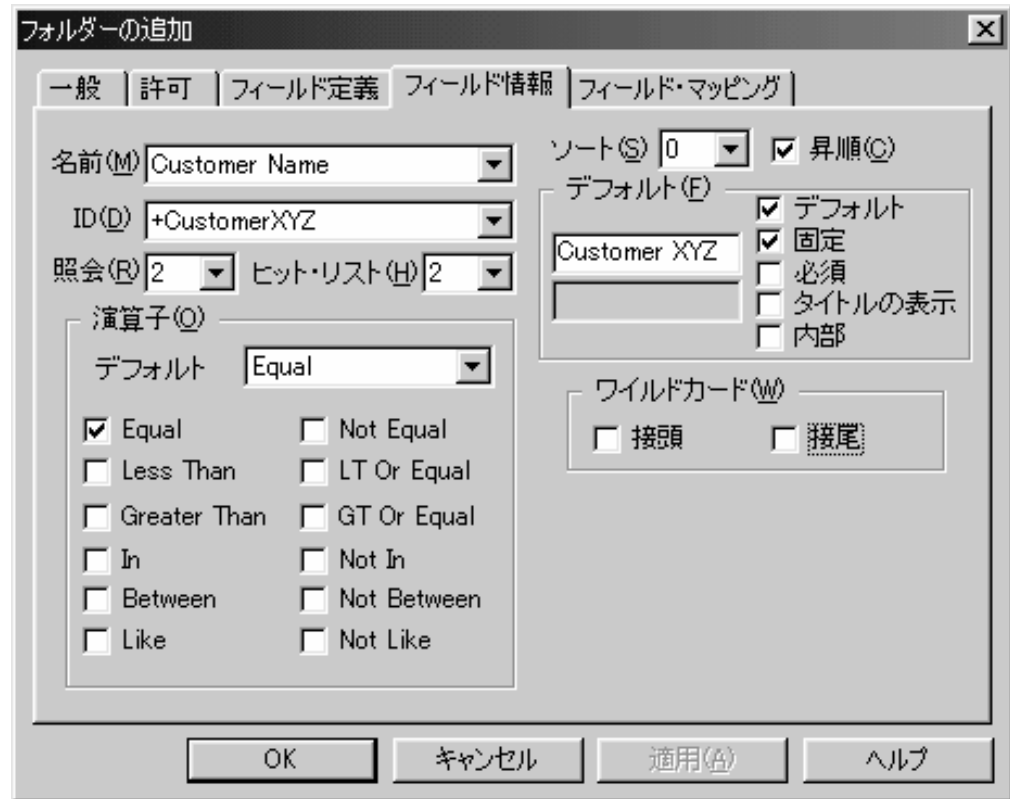 フォルダーの追加
一般 許可 フィールド定義 フィールド情報 フィールド・マッピング
名前(M) Customer Name
ID(D) +CustomerXYZ
照会(R) 2 ヒット・リスト(H) 2
演算子(O)
デフォルト Equal
Equal Not Equal
Less Than LT Or Equal
Greater Than GT Or Equal
In Not In
Between Not Between
Like Not Like
ソート(S) 0 昇順(C)
デフォルト(F)
Customer XYZ
デフォルト
固定
必須
タイトルの表示
内部
ワイルドカード(W)
接頭 接尾
OK キャンセル 適用(A) ヘルプ